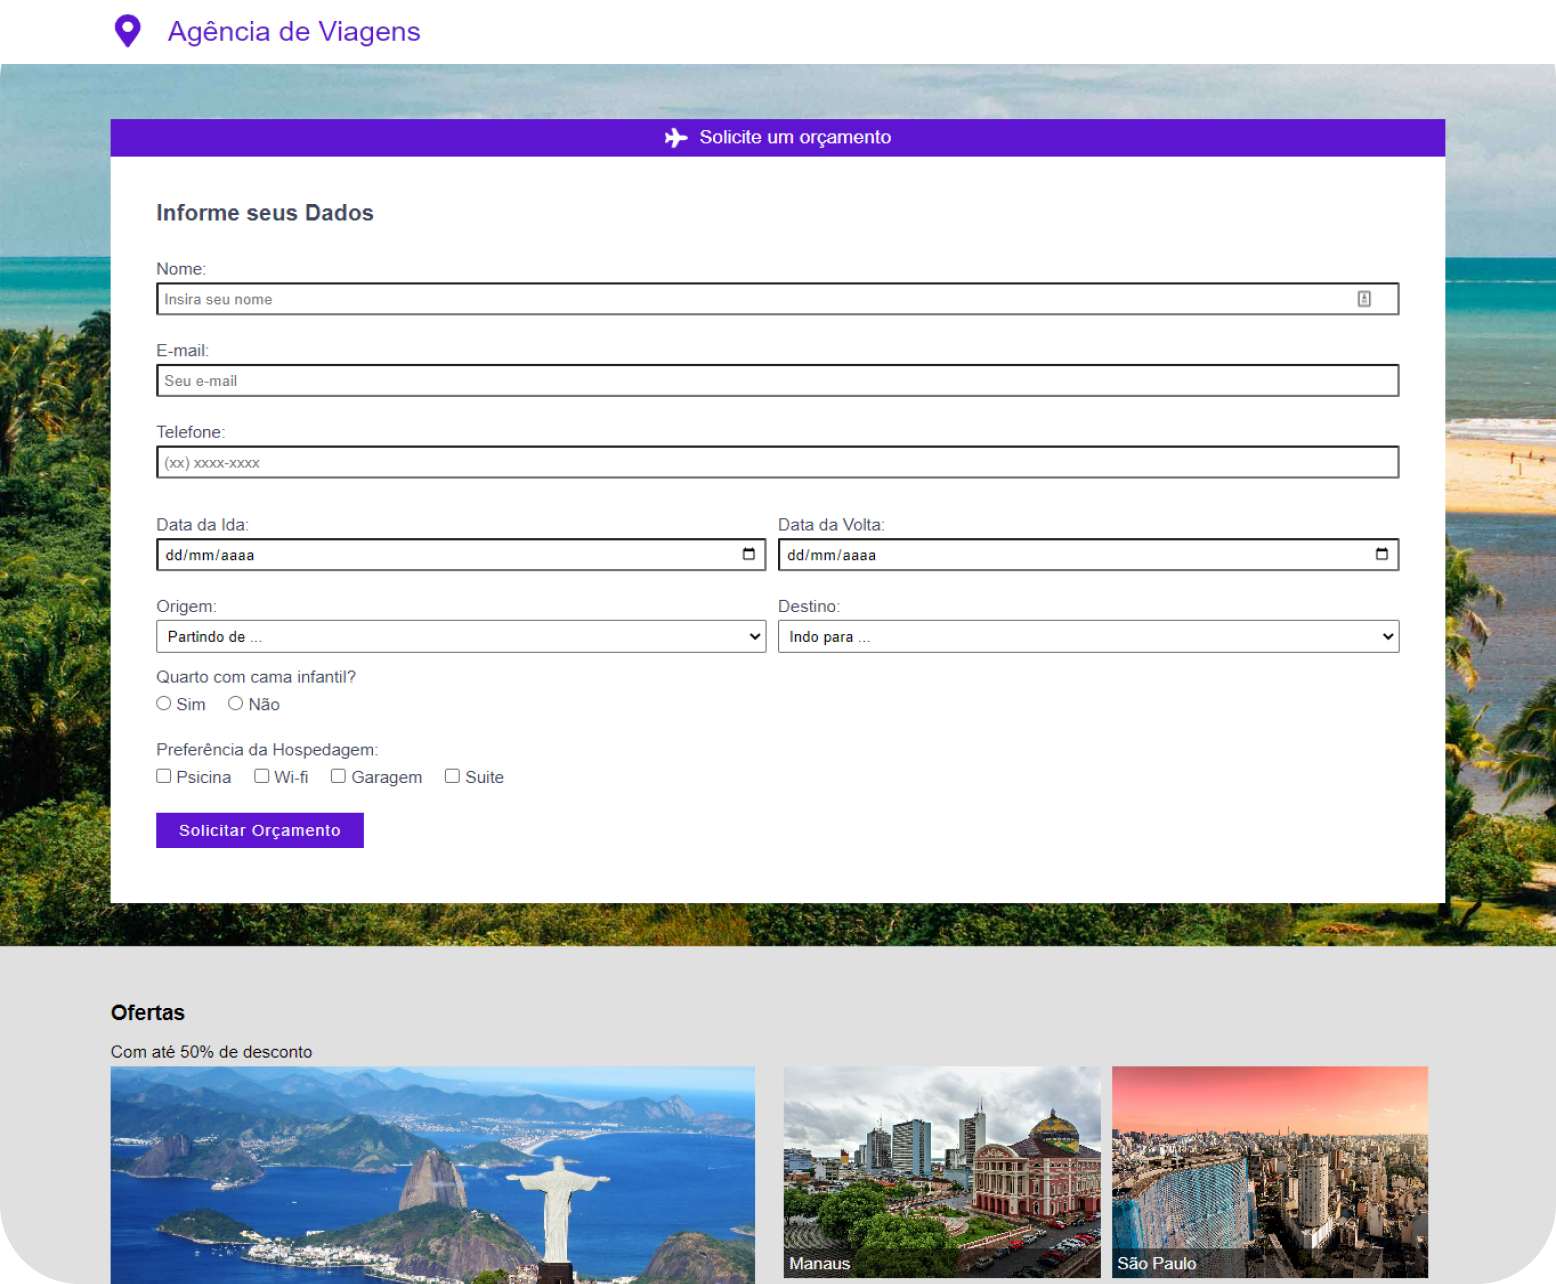 Agência de Viagens
Solicite um orçamento
Informe seus Dados
Nome:
Insira seu nome
E-mail:
Seu e-mail
Telefone:
(xx) xxxx-xxxx
Data da Ida: Data da Volta:
dd/mm/aaaa dd/mm/aaaa
Origem: Destino:
Partindo de ... Indo para ...
Quarto com cama infantil?
Sim Não
Preferência da Hospedagem:
Psicina Wi-fi Garagem Suite
Solicitar Orçamento
Ofertas
Com até 50% de desconto
Manaus São Paulo